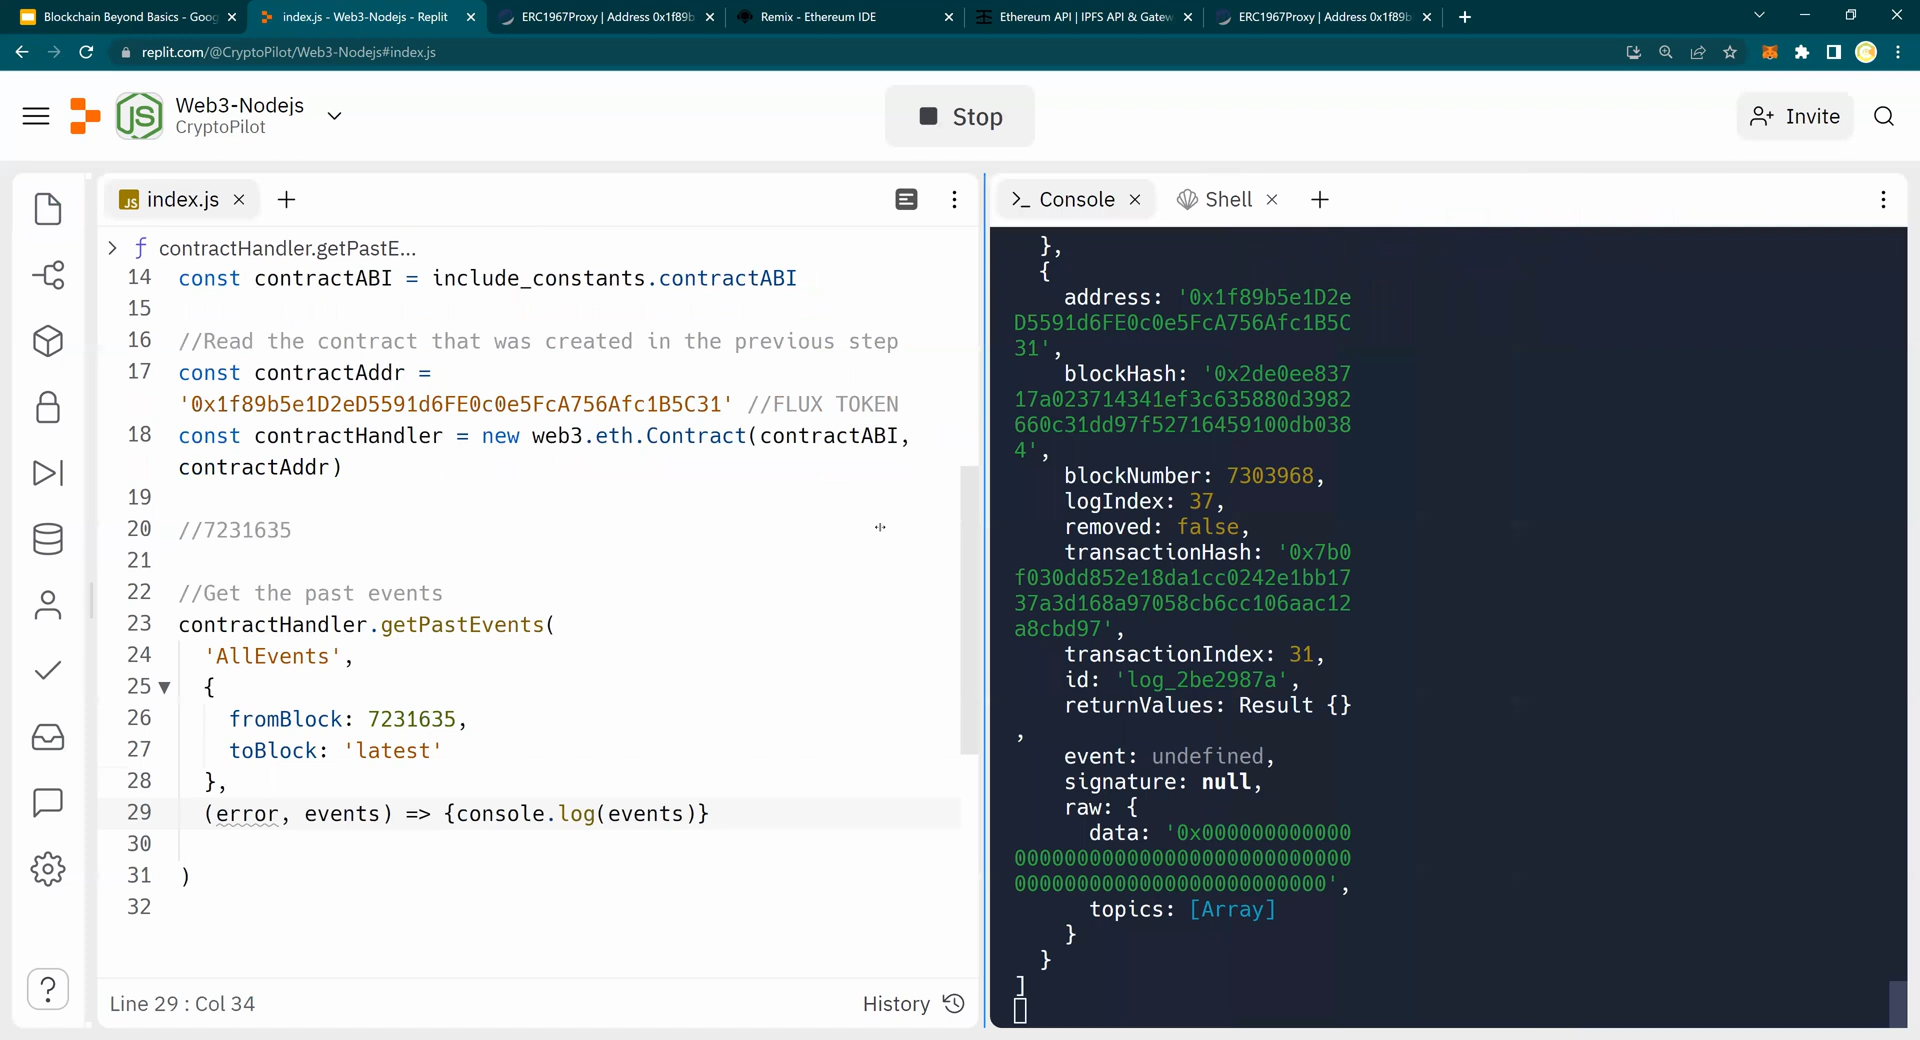 Blockchain Beyond Basics - Goog
index.js - Web3-Nodejs - Replit
ERC1967Proxy | Address 0x1f89b
Remix - Ethereum IDE
Ethereum API | IPFS API & Gatew
ERC1967Proxy | Address 0x1f89b
replit.com/@CryptoPilot/Web3-Nodejs#index.js
JS
Web3-Nodejs
CryptoPilot
Stop
Invite
JS index.js
contractHandler.getPastE...
14 const contractABI = include_constants.contractABI
15
16 //Read the contract that was created in the previous step
17 const contractAddr =
'0x1f89b5e1D2eD5591d6FE0c0e5FcA756Afc1B5C31' //FLUX TOKEN
18 const contractHandler = new web3.eth.Contract(contractABI,
contractAddr)
19
20 //7231635
21
22 //Get the past events
23 contractHandler.getPastEvents(
24 'AllEvents',
25 {
26 fromBlock: 7231635,
27 toBlock: 'latest'
28 },
29 (error, events) => {console.log(events)}
30
31 )
32
Line 29 : Col 34
History
Console
Shell
},
{
address: '0x1f89b5e1D2e
D5591d6FE0c0e5FcA756Afc1B5C
31',
blockHash: '0x2de0ee837
17a023714341ef3c635880d3982
660c31dd97f52716459100db038
4',
blockNumber: 7303968,
logIndex: 37,
removed: false,
transactionHash: '0x7b0
f030dd852e18da1cc0242e1bb17
37a3d168a97058cb6cc106aac12
a8cbd97',
transactionIndex: 31,
id: 'log_2be2987a',
returnValues: Result {}
,
event: undefined,
signature: null,
raw: {
data: '0x000000000000
000000000000000000000000000
0000000000000000000000000',
topics: [Array]
}
}
]